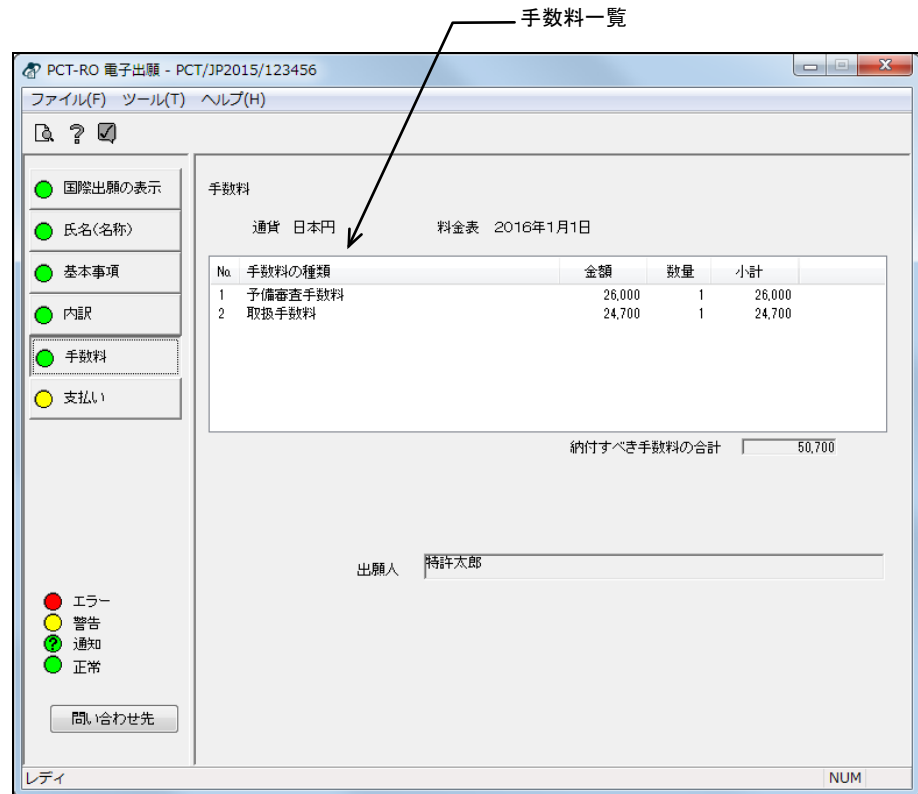 手数料一覧
PCT-RO 電子出願 - PCT/JP2015/123456
ファイル(F) ツール(T) ヘルプ(H)
国際出願の表示
氏名(名称)
基本事項
内訳
手数料
支払い
エラー
警告
通知
正常
問い合わせ先
手数料
通貨 日本円 料金表 2016年1月1日
No. 手数料の種類 金額 数量 小計
1 予備審査手数料 26,000 1 26,000
2 取扱手数料 24,700 1 24,700
納付すべき手数料の合計 50,700
出願人 特許太郎
レディ NUM